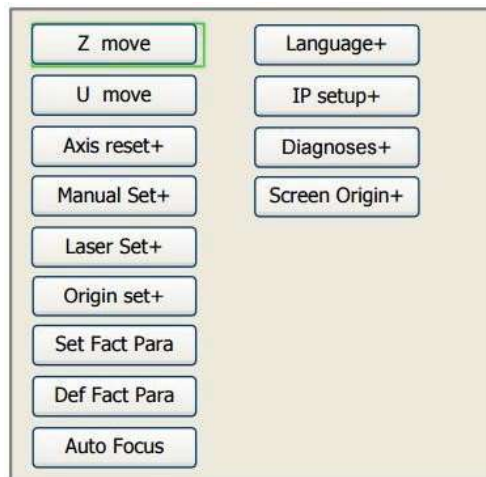 Z move
U move
Axis reset+
Manual Set+
Laser Set+
Origin set+
Set Fact Para
Def Fact Para
Auto Focus
Language+
IP setup+
Diagnoses+
Screen Origin+